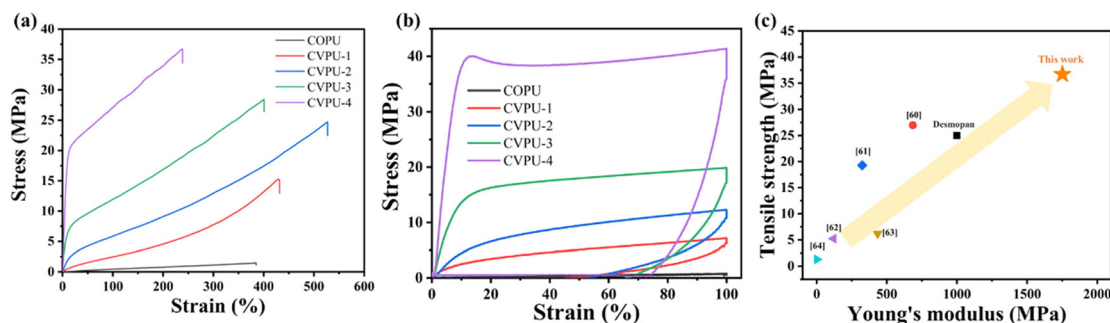 (a)
Stress (MPa)
40
35
30
25
20
15
10
5
0
COPU
CVPU-1
CVPU-2
CVPU-3
CVPU-4
0 100 200 300 400 500 600
Strain (%)
(b)
Stress (MPa)
50
40
30
20
10
0
COPU
CVPU-1
CVPU-2
CVPU-3
CVPU-4
0 20 40 60 80 100
Strain (%)
(c)
Tensile strength (MPa)
45
40
35
30
25
20
15
10
5
0
This work
[60]
Desmopan
[61]
[62]
[63]
[64]
0 500 1000 1500 2000
Young's modulus (MPa)